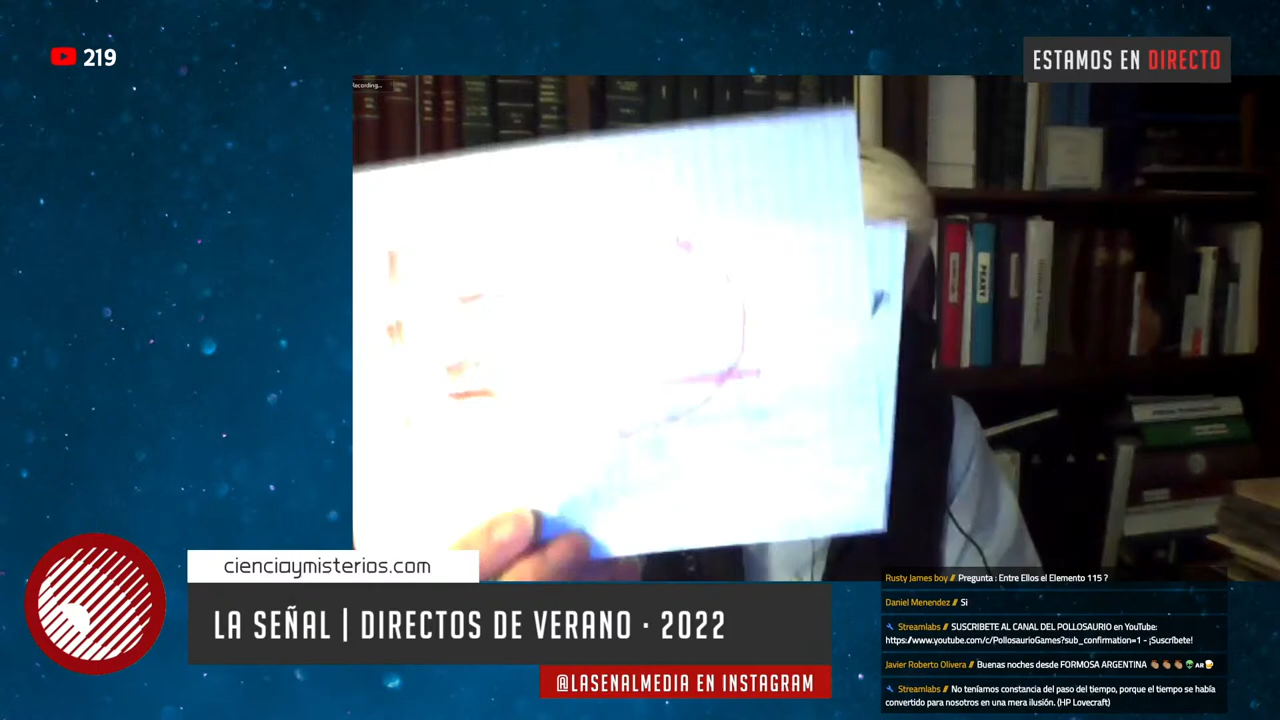 219
ESTAMOS EN DIRECTO
Recording...
PEARY
cienciaymisterios.com
LA SEÑAL | DIRECTOS DE VERANO · 2022
@LASENALMEDIA EN INSTAGRAM
Rusty James boy // Pregunta : Entre Ellos el Elemento 115 ?
Daniel Menendez // Sì
Streamlabs // SUSCRIBETE AL CANAL DEL POLLOSAURIO en YouTube:
https://www.youtube.com/c/PollosaurioGames?sub_confirmation=1 - ¡Suscríbete!
Javier Roberto Olivera // Buenas noches desde FORMOSA ARGENTINA 👏🏽👏🏽👏🏽👽🇦🇷🍺
Streamlabs // No teníamos constancia del paso del tiempo, porque el tiempo se había
convertido para nosotros en una mera ilusión. (HP Lovecraft)